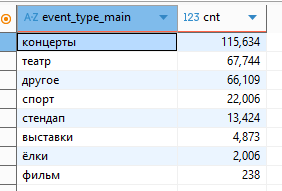 A-Z event_type_main 123 cnt
концерты 115,634
театр 67,744
другое 66,109
спорт 22,006
стендап 13,424
выставки 4,873
ёлки 2,006
фильм 238